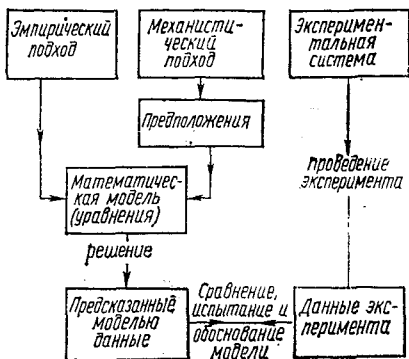 Эмпирический
подход
Механисти-
ческий
подход
Эксперимен-
тальная
система
Предположения
проведение
эксперимента
Математичес-
кая модель
(уравнения)
решение
Предсказанные
моделью
данные
Сравнение,
испытание и
обоснование
модели
Данные экс-
перимента